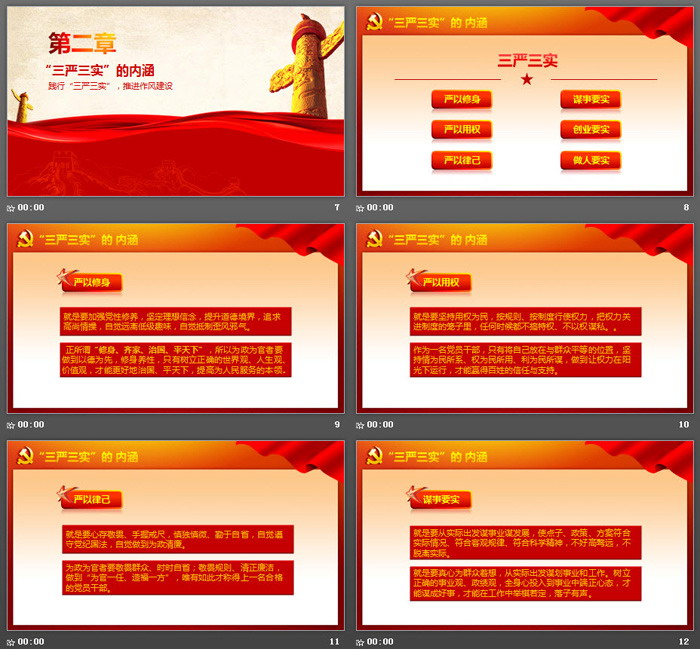 第二章
“三严三实”的内涵
践行“三严三实”，推进作风建设
00:00
7
“三严三实”的 内涵
三严三实
严以修身
谋事要实
严以用权
创业要实
严以律己
做人要实
00:00
8
“三严三实”的 内涵
严以修身
就是要加强党性修养，坚定理想信念，提升道德境界，追求
高尚情操，自觉远离低级趣味，自觉抵制歪风邪气。
正所谓“修身、齐家、治国、平天下”，所以为政为官者要
做到以德为先，修身养性，只有树立正确的世界观、人生观、
价值观，才能更好地治国、平天下，提高为人民服务的本领。
00:00
9
“三严三实”的 内涵
严以用权
就是要坚持用权为民，按规则、按制度行使权力，把权力关
进制度的笼子里，任何时候都不搞特权、不以权谋私。。
作为一名党员干部，只有将自己放在与群众平等的位置，坚
持情为民所系、权为民所用、利为民所谋，做到让权力在阳
光下运行，才能赢得百姓的信任与支持。
00:00
10
“三严三实”的 内涵
严以律己
就是要心存敬畏、手握戒尺，慎独慎微、勤于自省，自觉遵
守党纪国法，自觉做到为政清廉。
为政为官者要敬畏群众、时时自省；敬畏规则、清正廉洁，
做到“为官一任、造福一方”，唯有如此才称得上一名合格
的党员干部。
00:00
11
“三严三实”的 内涵
谋事要实
就是要从实际出发谋事业谋发展，使点子、政策、方案符合
实际情况、符合客观规律、符合科学精神，不好高骛远，不
脱离实际。
就是要真心为群众着想，从实际出发谋划事业和工作。树立
正确的事业观、政绩观，全身心投入到事业中端正心态，才
能谋成好事，才能在工作中举棋若定，落子有声。
00:00
12